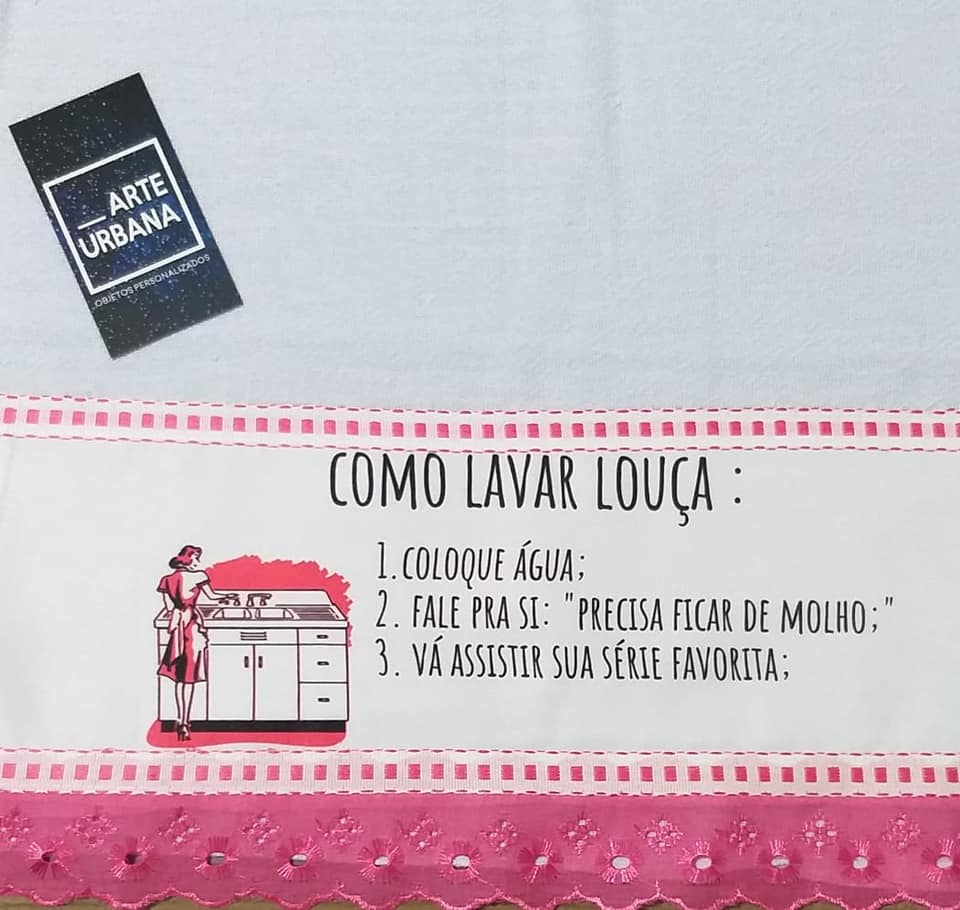 _ARTE
URBANA
OBJETOS PERSONALIZADOS
COMO LAVAR LOUÇA :
1. COLOQUE ÁGUA;
2. FALE PRA SI: "PRECISA FICAR DE MOLHO;"
3. VÁ ASSISTIR SUA SÉRIE FAVORITA;